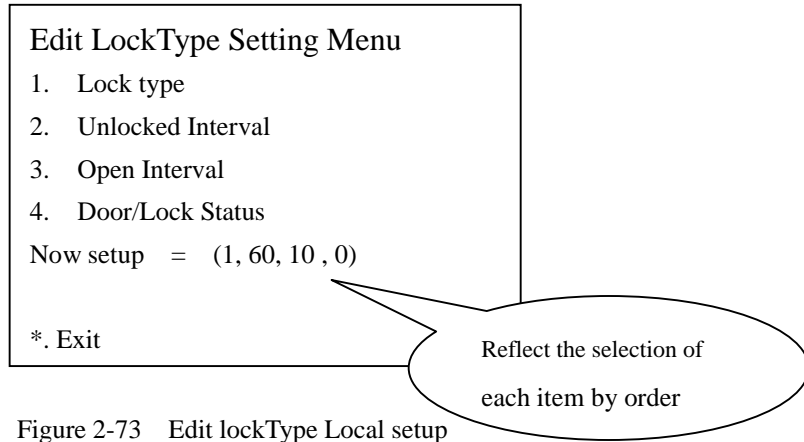 Edit LockType Setting Menu
1. Lock type
2. Unlocked Interval
3. Open Interval
4. Door/Lock Status
Now setup = (1, 60, 10 , 0)
*. Exit
Reflect the selection of
each item by order
Figure 2-73 Edit lockType Local setup